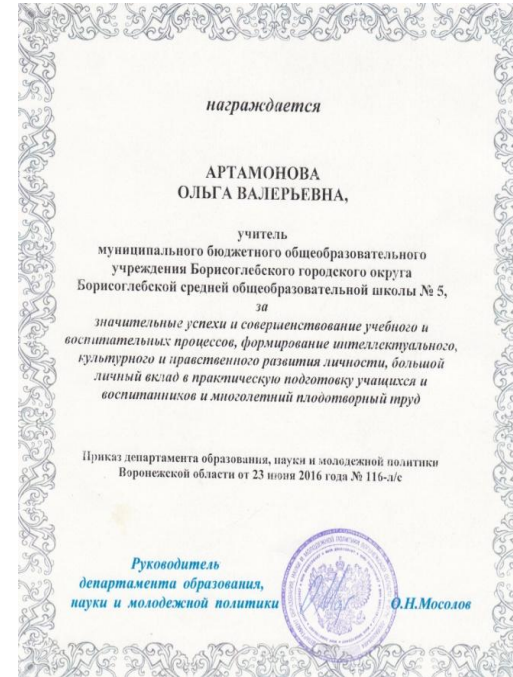 награждается
АРТАМОНОВА
ОЛЬГА ВАЛЕРЬЕВНА,
учитель
муниципального бюджетного общеобразовательного
учреждения Борисоглебского городского округа
Борисоглебской средней общеобразовательной школы № 5,
за
значительные успехи и совершенствование учебного и
воспитательных процессов, формирование интеллектуального,
культурного и нравственного развития личности, большой
личный вклад в практическую подготовку учащихся и
воспитанников и многолетний плодотворный труд
Приказ департамента образования, науки и молодежной политики
Воронежской области от 23 июня 2016 года № 116-л/с
Руководитель
департамента образования,
науки и молодежной политики
О.Н.Мосолов